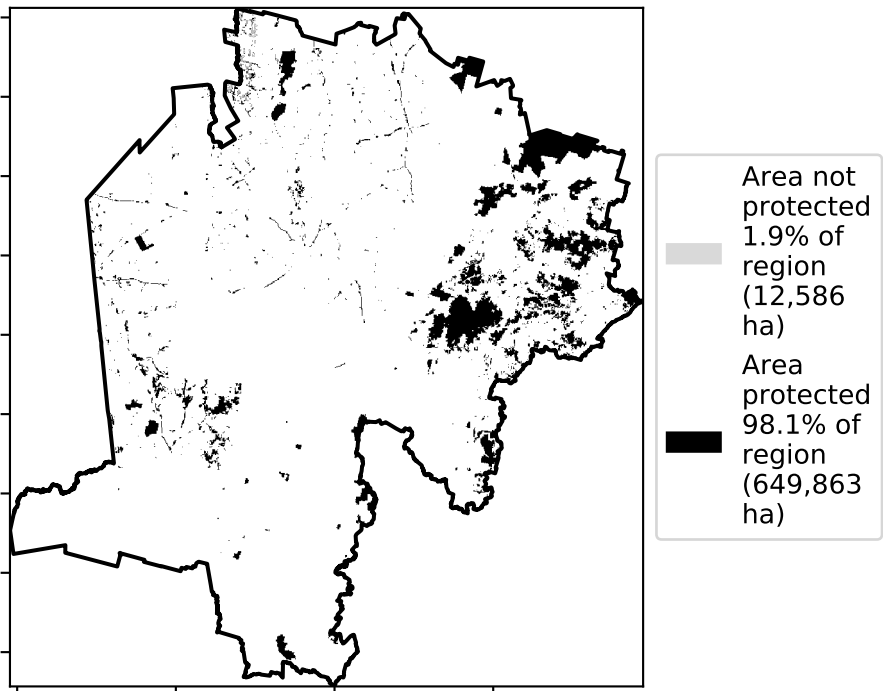 Area not
protected
1.9% of
region
(12,586
ha)
Area
protected
98.1% of
region
(649,863
ha)